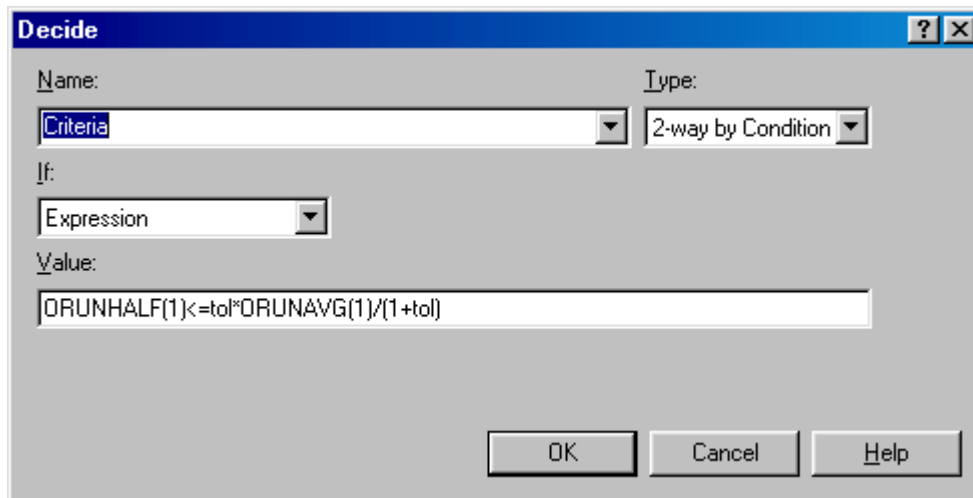 Decide
Name:
Type:
Criteria
2-way by Condition
If:
Expression
Value:
ORUNHALF(1)<=tol*ORUNAVG(1)/(1+tol)
OK
Cancel
Help